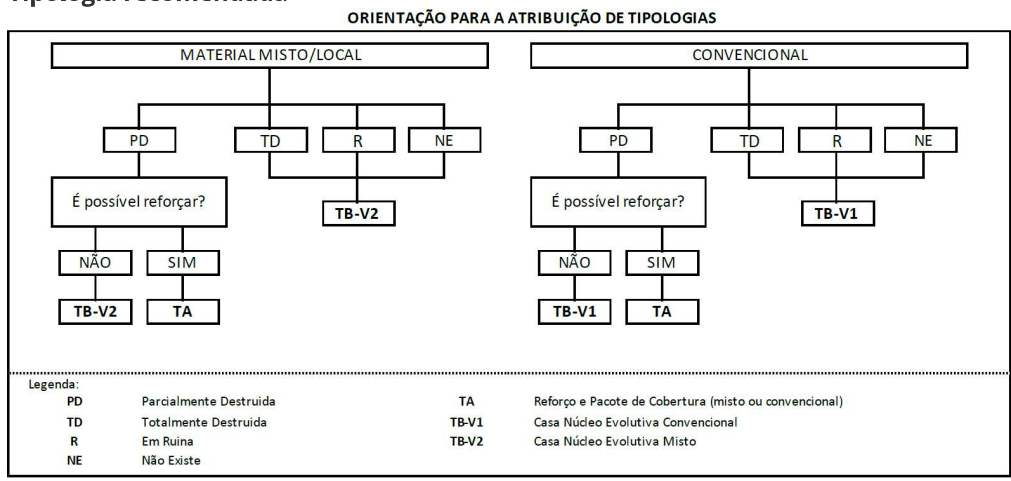 Tipologia recomendada
ORIENTAÇÃO PARA A ATRIBUIÇÃO DE TIPOLOGIAS
MATERIAL MISTO/LOCAL
PD TD R NE
É possível reforçar?
TB-V2
NÃO SIM
TB-V2 TA
CONVENCIONAL
PD TD R NE
É possível reforçar?
TB-V1
NÃO SIM
TB-V1 TA
Legenda:
PD Parcialmente Destruida
TD Totalmente Destruida
R Em Ruina
NE Não Existe
TA Reforço e Pacote de Cobertura (misto ou convencional)
TB-V1 Casa Núcleo Evolutiva Convencional
TB-V2 Casa Núcleo Evolutiva Misto